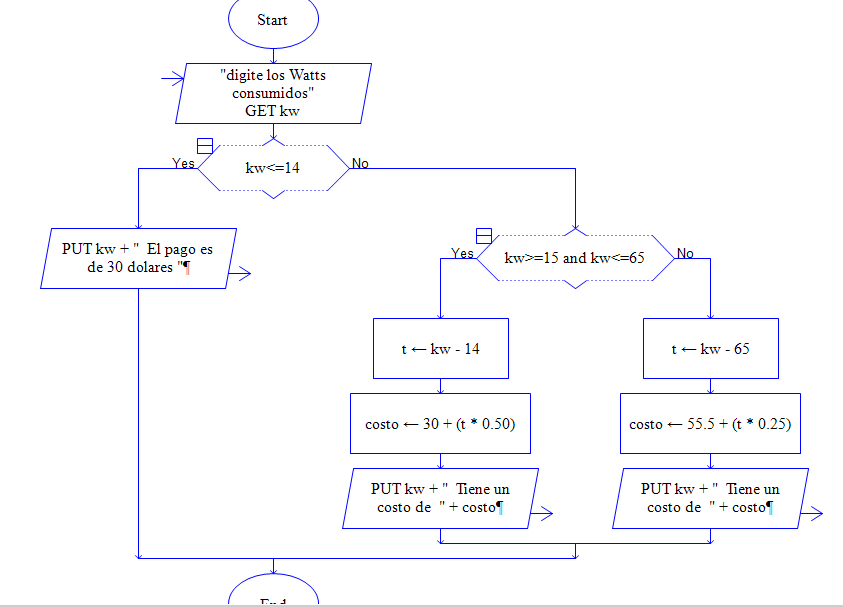 Start
"digite los Watts
consumidos"
GET kw
Yes
kw<=14
No
PUT kw + "  El pago es
de 30 dolares "¶
Yes
kw>=15 and kw<=65
No
t ← kw - 14
t ← kw - 65
costo ← 30 + (t * 0.50)
costo ← 55.5 + (t * 0.25)
PUT kw + "  Tiene un
costo de  " + costo¶
PUT kw + "  Tiene un
costo de  " + costo¶
End